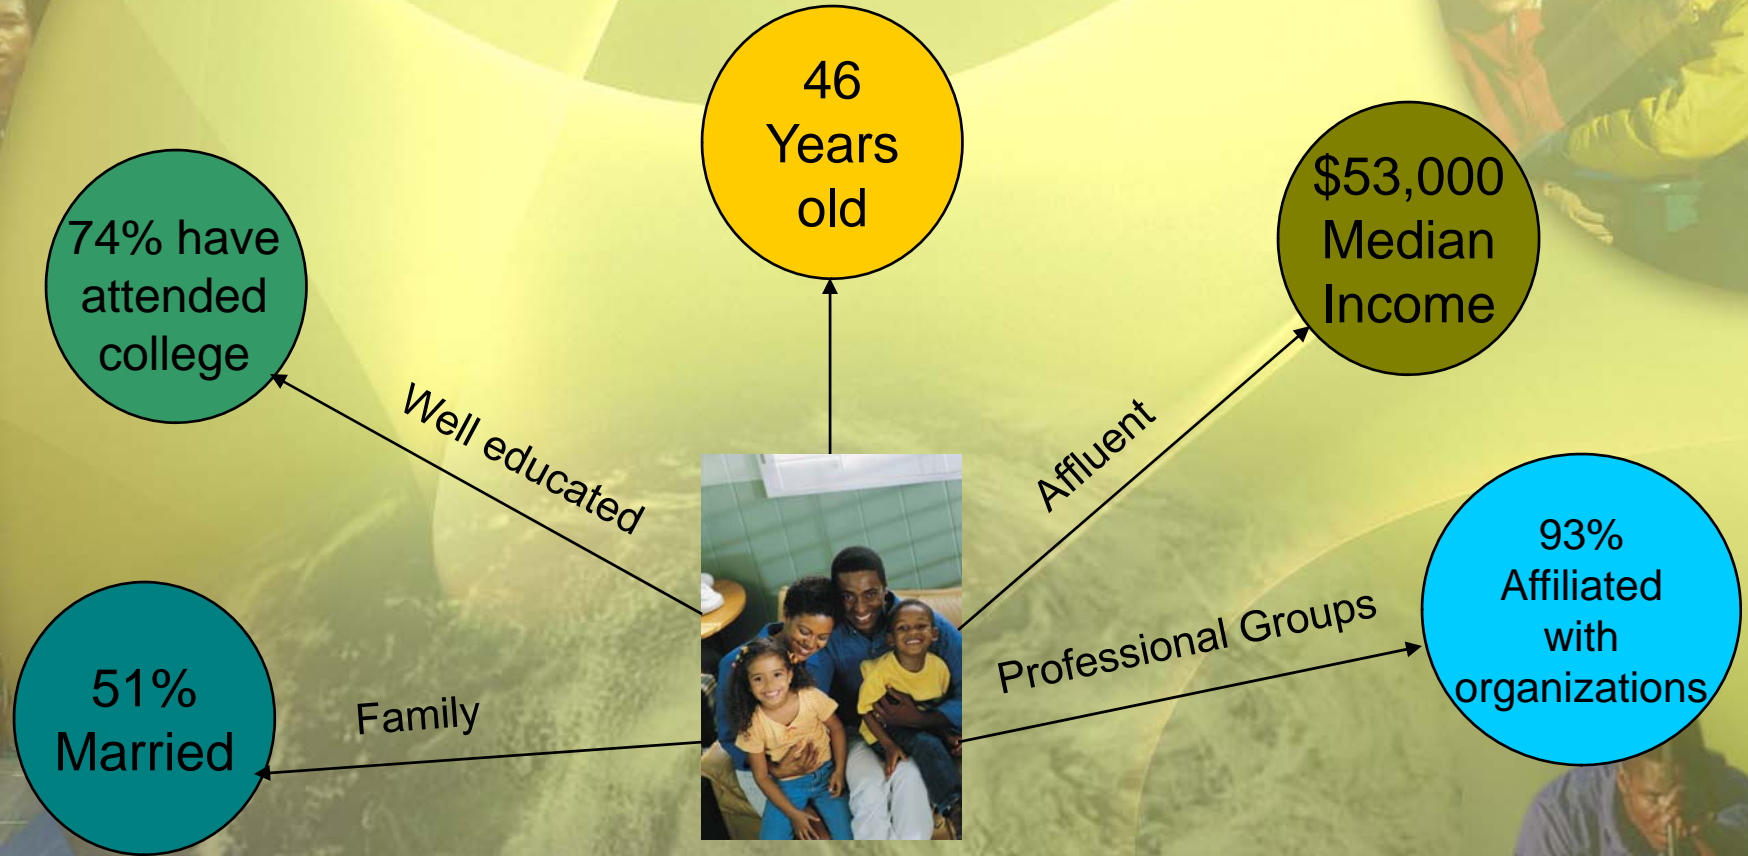 46
Years
old
74% have
attended
college
$53,000
Median
Income
Well educated
Affluent
93%
Affiliated
with
organizations
Professional Groups
51%
Married
Family